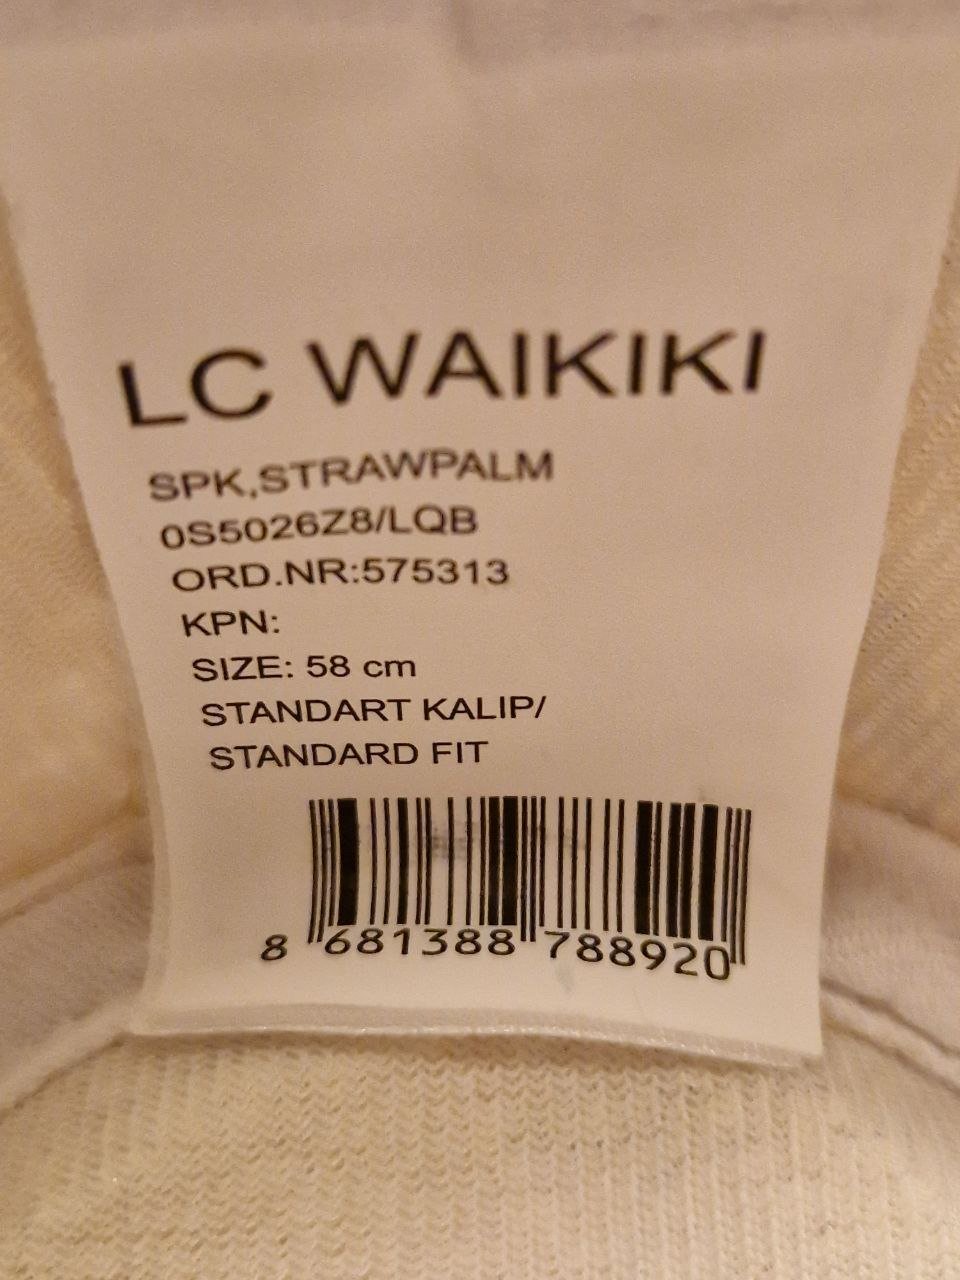 LC WAIKIKI
SPK,STRAWPALM
0S5026Z8/LQB
ORD.NR:575313
KPN:
SIZE: 58 cm
STANDART KALIP/
STANDARD FIT
8 681388 788920